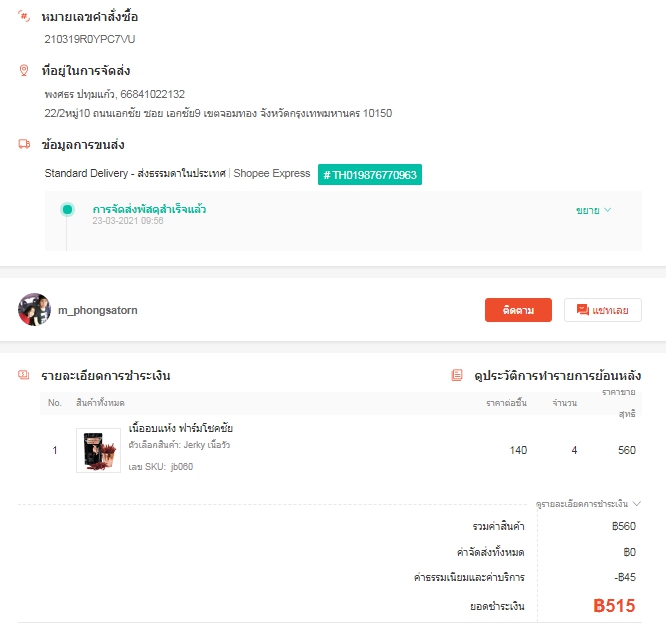 หมายเลขคำสั่งซื้อ
210319R0YPC7VU
ที่อยู่ในการจัดส่ง
พงศธร ปทุมแก้ว, 66841022132
22/2หมู่10 ถนนเอกชัย ซอย เอกชัย9 เขตจอมทอง จังหวัดกรุงเทพมหานคร 10150
ข้อมูลการขนส่ง
Standard Delivery - ส่งธรรมดาในประเทศ | Shopee Express # TH019876770963
การจัดส่งพัสดุสำเร็จแล้ว ขยาย
23-03-2021 09:56
m_phongsatorn ติดตาม แชทเลย
รายละเอียดการชำระเงิน ดูประวัติการทำรายการย้อนหลัง
No. สินค้าทั้งหมด ราคาต่อชิ้น จำนวน ราคาขายสุทธิ
1 เนื้ออบแห้ง ฟาร์มโชคชัย
ตัวเลือกสินค้า: Jerky เนื้อวัว
140 4 560
เลข SKU: jb060
ดูรายละเอียดการชำระเงิน
รวมค่าสินค้า ฿560
ค่าจัดส่งทั้งหมด ฿0
ค่าธรรมเนียมและค่าบริการ -฿45
ยอดชำระเงิน ฿515